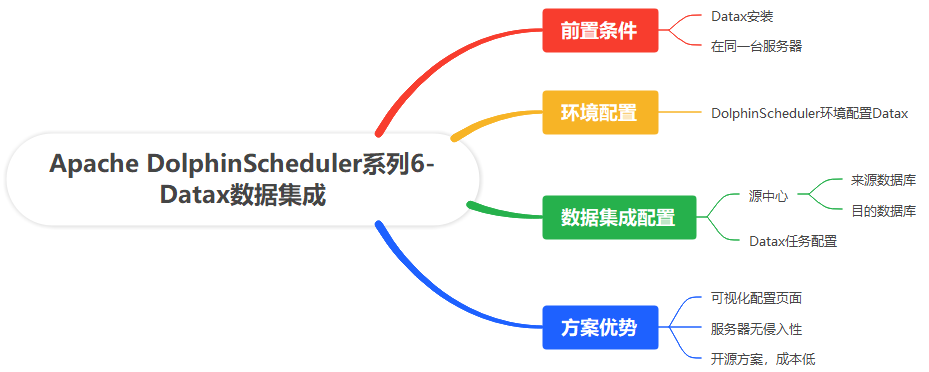 Apache DolphinScheduler系列6-
Datax数据集成
前置条件
Datax安装
在同一台服务器
环境配置
DolphinScheduler环境配置Datax
数据集成配置
源中心
来源数据库
目的数据库
Datax任务配置
方案优势
可视化配置页面
服务器无侵入性
开源方案，成本低